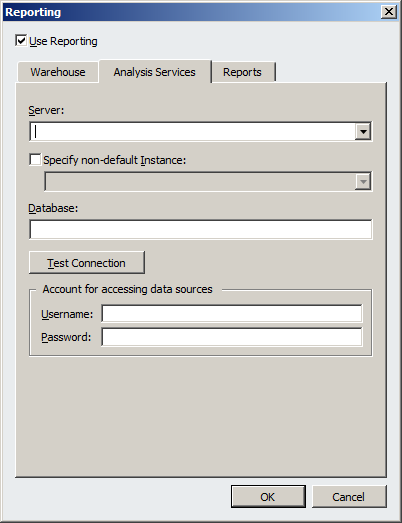 Reporting
Use Reporting
Warehouse Analysis Services Reports
Server:
Specify non-default Instance:
Database:
Test Connection
Account for accessing data sources
Username:
Password:
OK Cancel